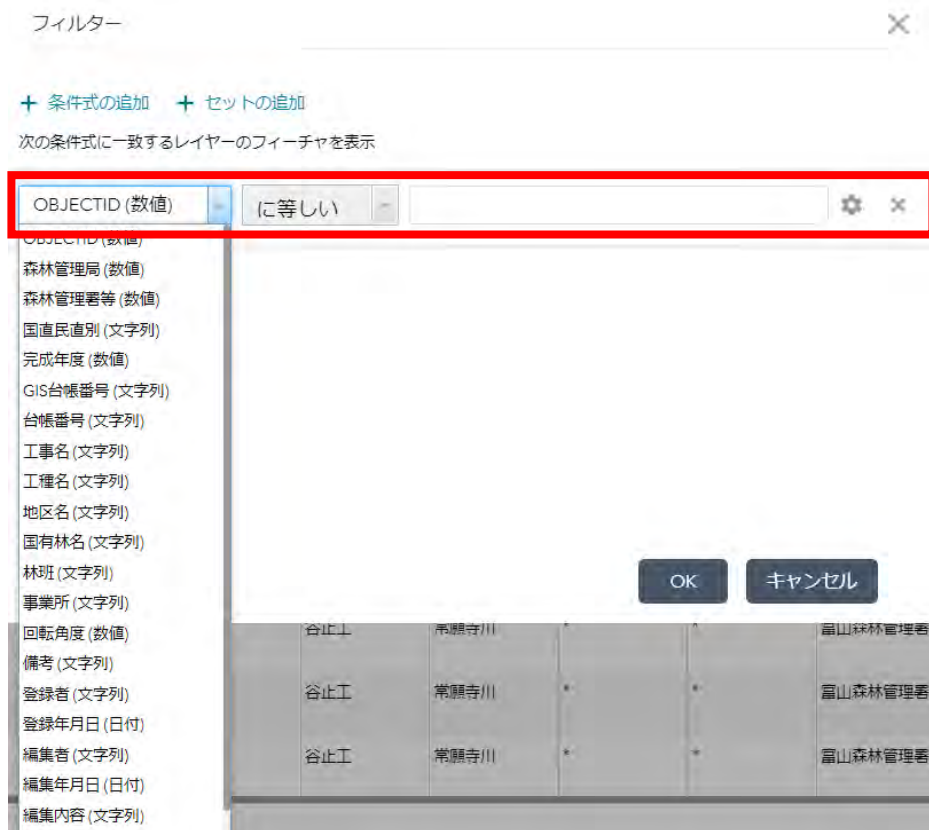 フィルター
+ 条件式の追加 + セットの追加
次の条件式に一致するレイヤーのフィーチャを表示
OBJECTID (数値) に等しい
OBJECTID (数値)
森林管理局 (数値)
森林管理署等 (数値)
国直民直別 (文字列)
完成年度 (数値)
GIS台帳番号 (文字列)
台帳番号 (文字列)
工事名 (文字列)
工種名 (文字列)
地区名 (文字列)
国有林名 (文字列)
林班 (文字列)
OK キャンセル
事業所 (文字列)
回転角度 (数値) 谷止工 常願寺川 * * 富山森林管理署
備考 (文字列)
登録者 (文字列) 谷止工 常願寺川 * * 富山森林管理署
登録年月日 (日付)
編集者 (文字列) 谷止工 常願寺川 * * 富山森林管理署
編集年月日 (日付)
編集内容 (文字列)